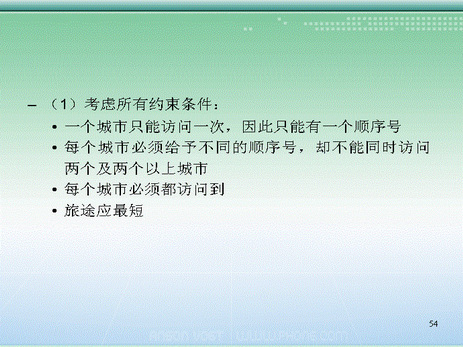 – （1）考虑所有约束条件：
• 一个城市只能访问一次，因此只能有一个顺序号
• 每个城市必须给予不同的顺序号，却不能同时访问
两个及两个以上城市
• 每个城市必须都访问到
• 旅途应最短
54